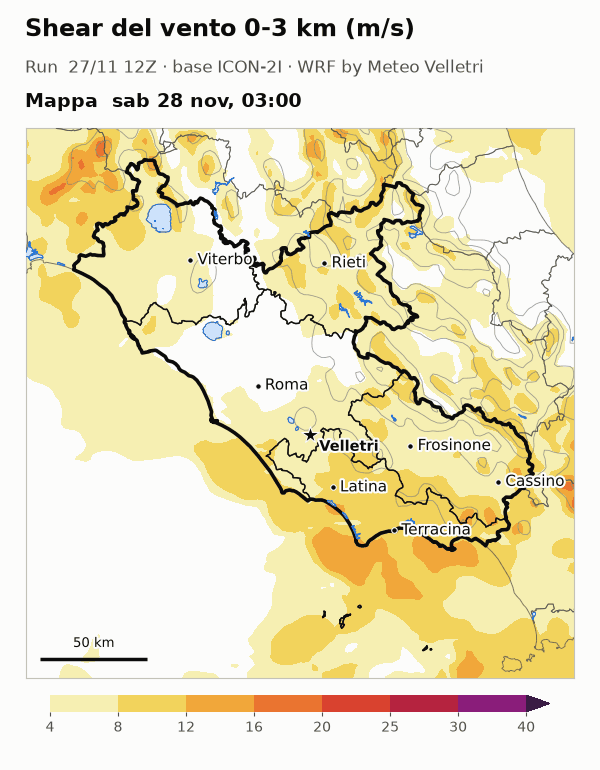 Shear del vento 0-3 km (m/s)
Run  27/11 12Z · base ICON-2I · WRF by Meteo Velletri
Mappa  sab 28 nov, 03:00
Viterbo
Rieti
Roma
Velletri
Frosinone
Latina
Cassino
Terracina
50 km
4 8 12 16 20 25 30 40